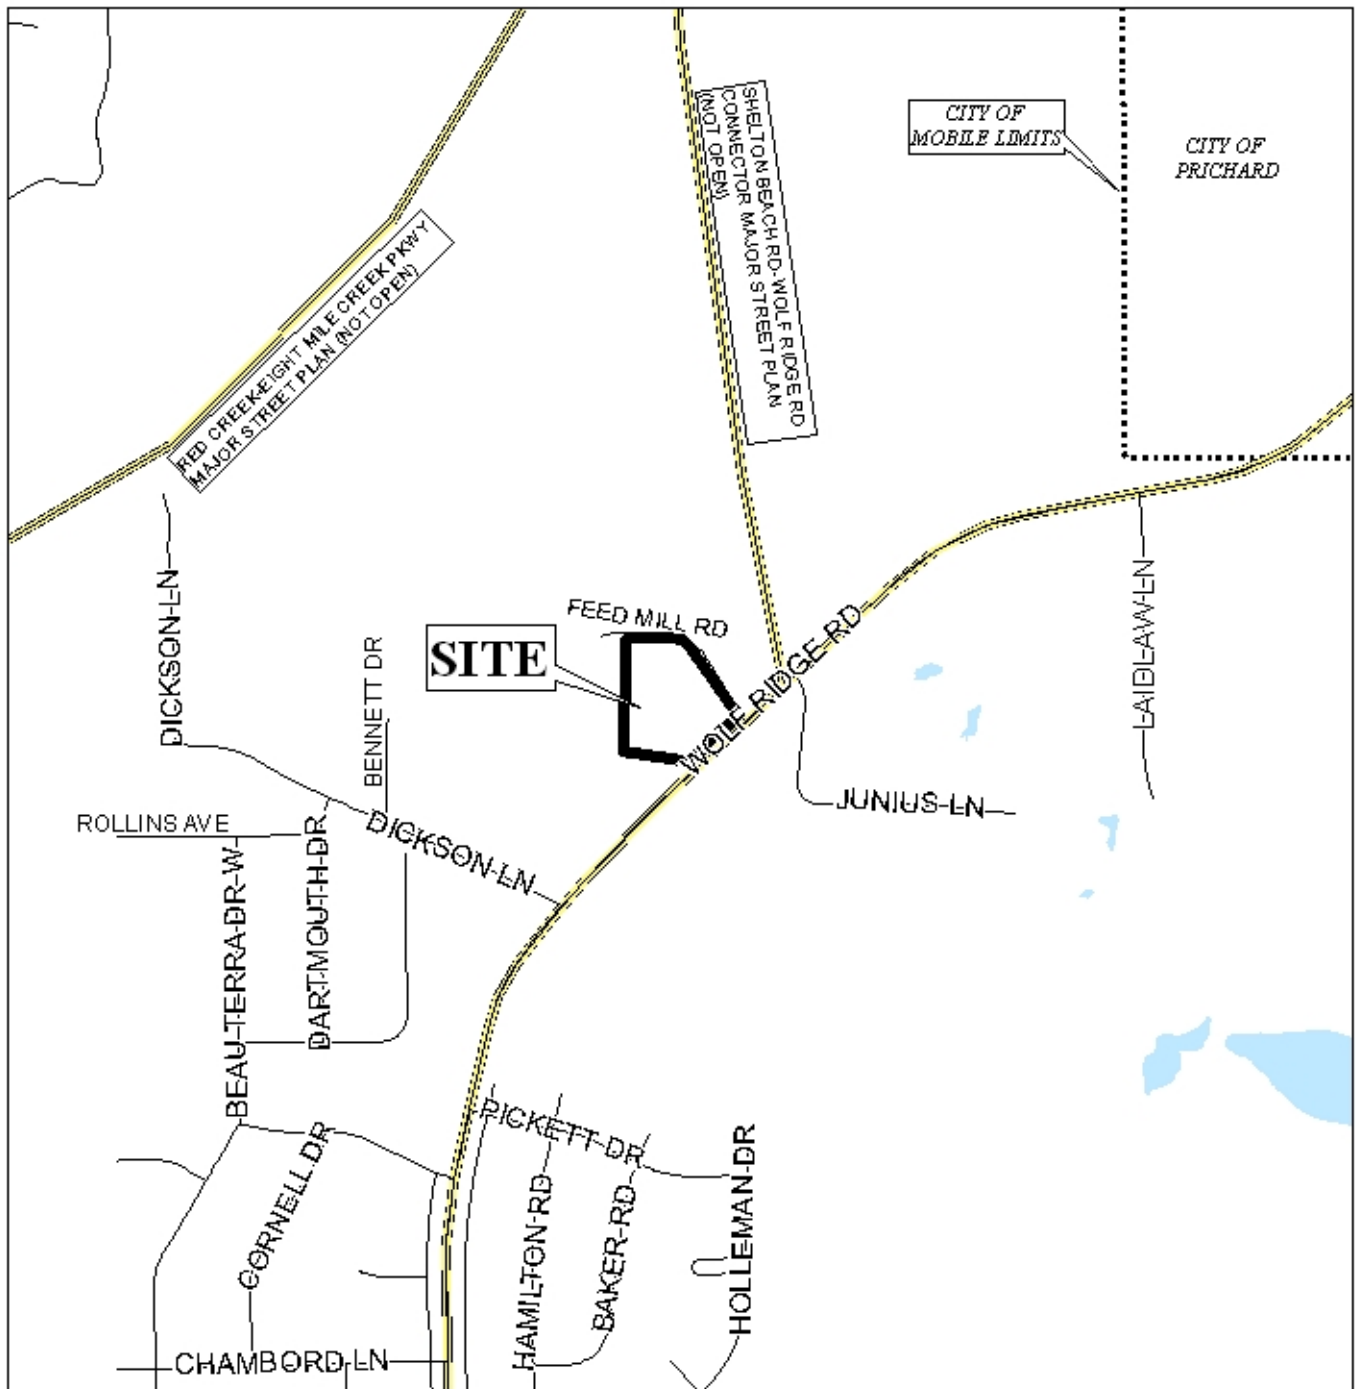 CITY OF
MOBILE LIMITS
CITY OF
PRICHARD
SHELTON BEACH RD-WOLF RIDGE RD
CONNECTOR MAJOR STREET PLAN
(NOT OPEN)
RED CREEK-EIGHT MILE CREEK PKWY
MAJOR STREET PLAN (NOT OPEN)
DICKSON LN
FEED MILL RD
SITE
BENNETT DR
WOLF RIDGE RD
LAIDLAW LN
JUNIUS LN
ROLLINS AVE
DICKSON LN
DARTMOUTH DR
BEAU TERRA DR W
PICKETT DR
CORNELL DR
HAMILTON RD
BAKER RD
HOLLEMAN DR
CHAMBORD LN